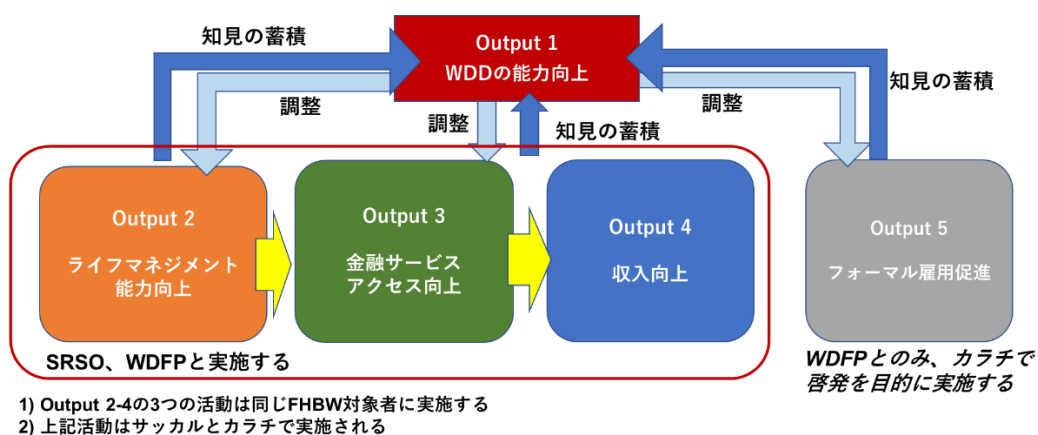 知見の蓄積
Output 1
WDDの能力向上
知見の蓄積
調整
調整
知見の蓄積
調整
Output 2
ライフマネジメント
能力向上
Output 3
金融サービス
アクセス向上
Output 4
収入向上
Output 5
フォーマル雇用促進
SRSO、WDFPと実施する
WDFPとのみ、カラチで
啓発を目的に実施する
1) Output 2-4の3つの活動は同じFHBW対象者に実施する
2) 上記活動はサッカルとカラチで実施される